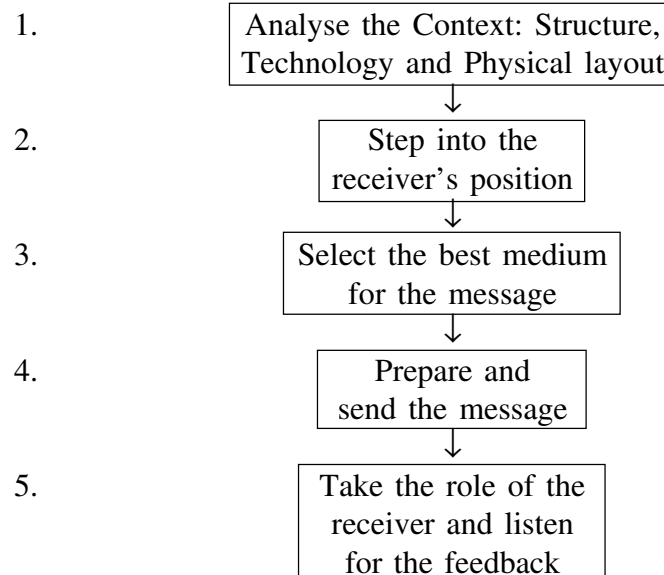 1.
Analyse the Context: Structure,
Technology and Physical layout
2.
Step into the
receiver’s position
3.
Select the best medium
for the message
4.
Prepare and
send the message
5.
Take the role of the
receiver and listen
for the feedback